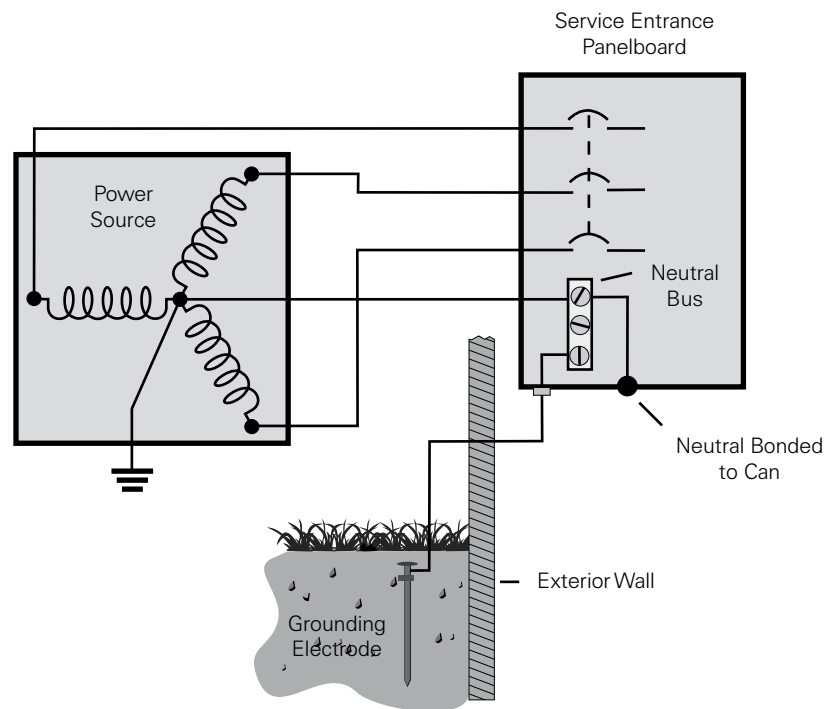 Service Entrance
Panelboard
Power
Source
Neutral
Bus
Neutral Bonded
to Can
Exterior Wall
Grounding
Electrode